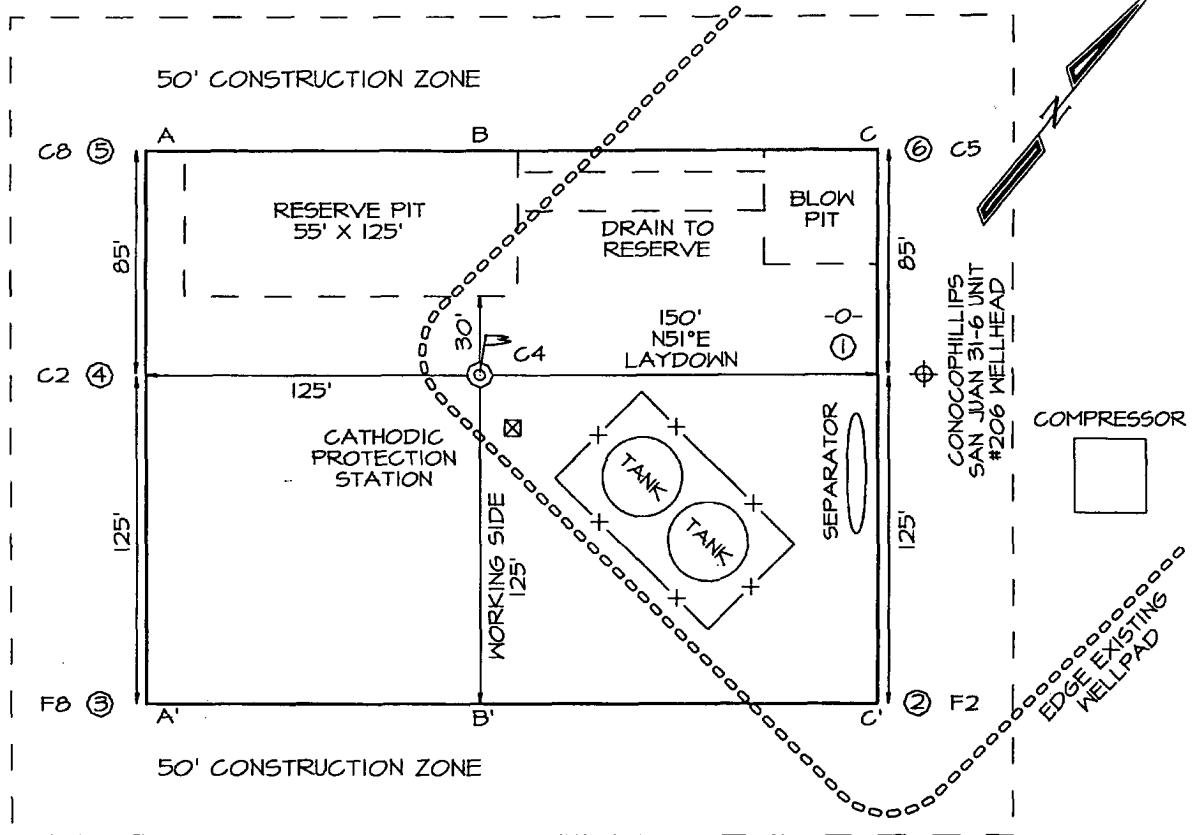 50' CONSTRUCTION ZONE
N
A
B
C
C8 5
6 C5
RESERVE PIT
55' X 125'
DRAIN TO
RESERVE
BLOW
PIT
85'
85'
30'
150'
N51°E
LAYDOWN
-O-
1
C4
C2 4
125'
CONOCOPHILLIPS
SAN JUAN 31-6 UNIT
#206 WELLHEAD
COMPRESSOR
CATHODIC
PROTECTION
STATION
TANK
TANK
SEPARATOR
125'
WORKING SIDE
125'
125'
EDGE EXISTING
WELLPAD
F8 3
A'
B'
C'
2 F2
50' CONSTRUCTION ZONE